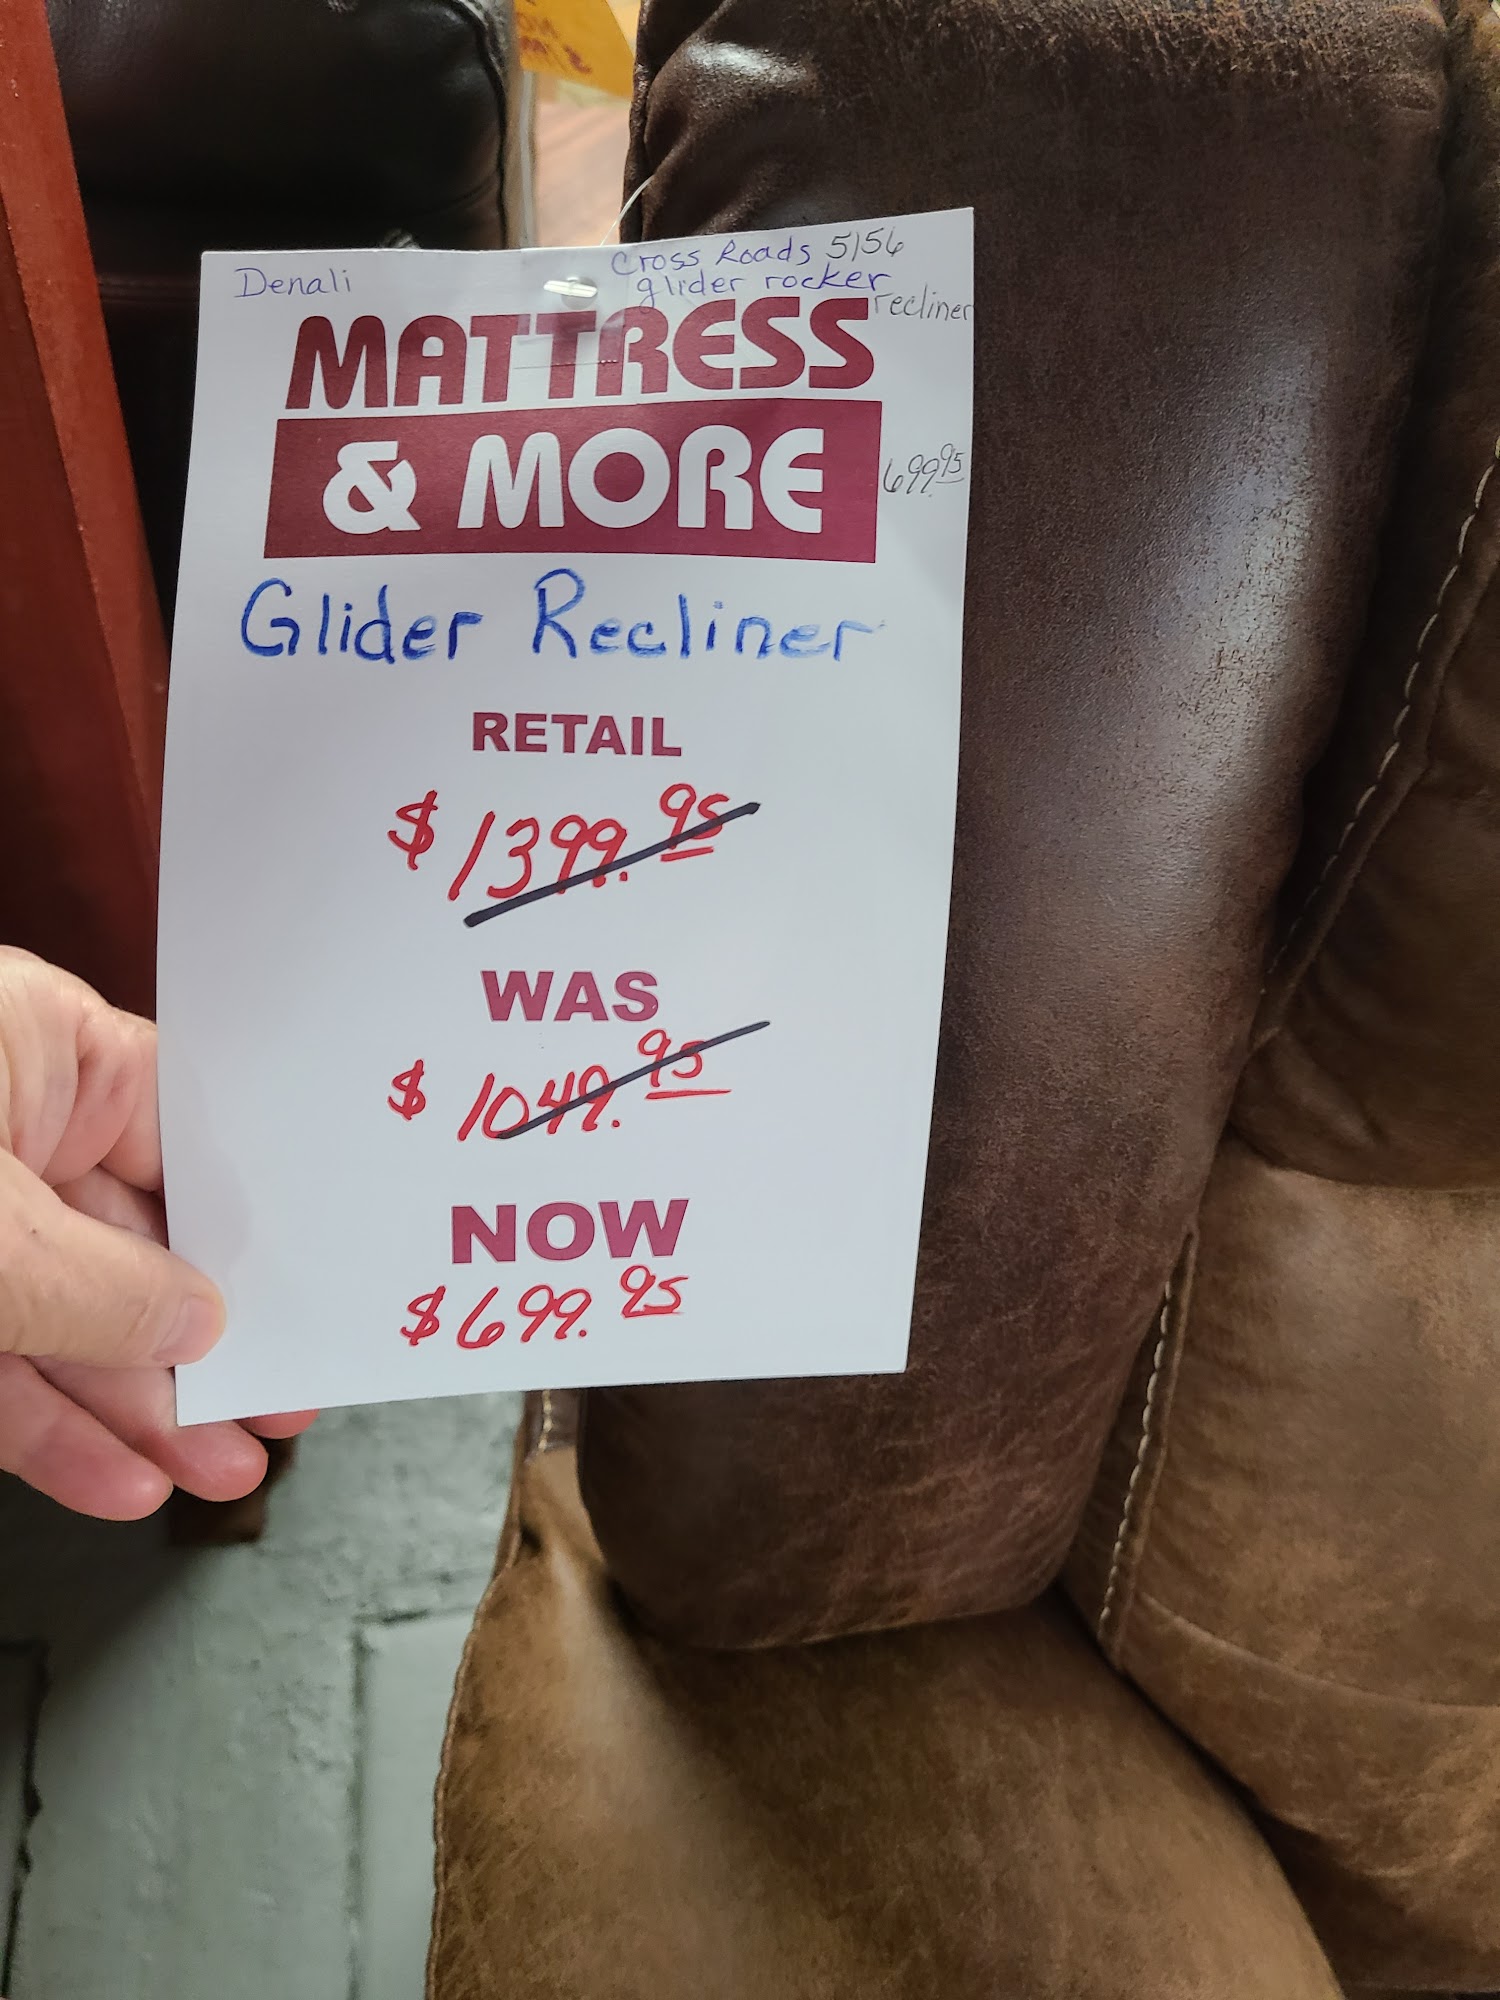 Denali
Cross Roads 5156
glider rocker
recliner
MATTRESS
& MORE
699.95
Glider Recliner
RETAIL
$1399.95
WAS
$1049.95
NOW
$699.95